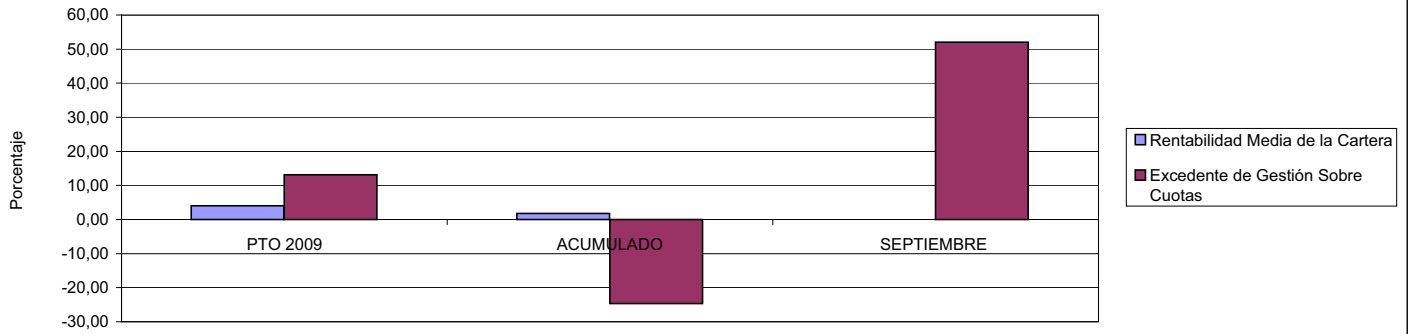 60,00
50,00
40,00
30,00
20,00
10,00
0,00
-10,00
-20,00
-30,00
Porcentaje
PTO 2009
ACUMULADO
SEPTIEMBRE
Rentabilidad Media de la Cartera
Excedente de Gestión Sobre
Cuotas